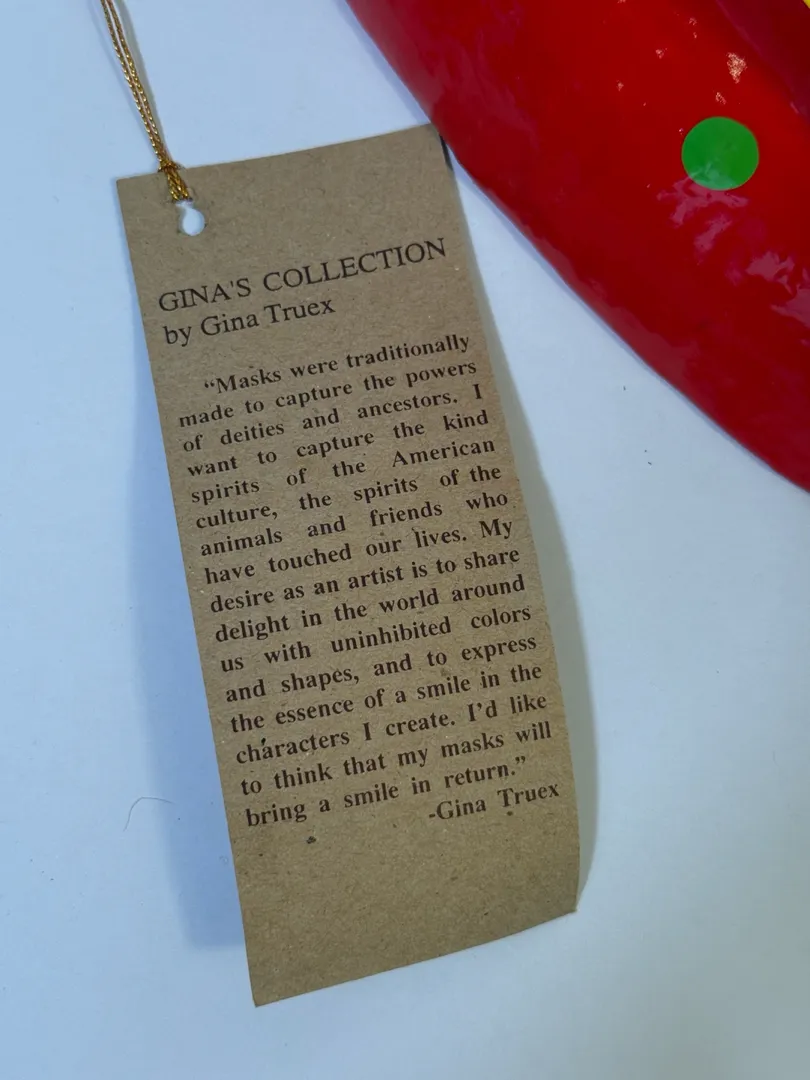 GINA'S COLLECTION
by Gina Truex
“Masks were traditionally
made to capture the powers
of deities and ancestors. I
want to capture the kind
spirits of the American
culture, the spirits of the
animals and friends who
have touched our lives. My
desire as an artist is to share
delight in the world around
us with uninhibited colors
and shapes, and to express
the essence of a smile in the
characters I create. I’d like
to think that my masks will
bring a smile in return.”
-Gina Truex